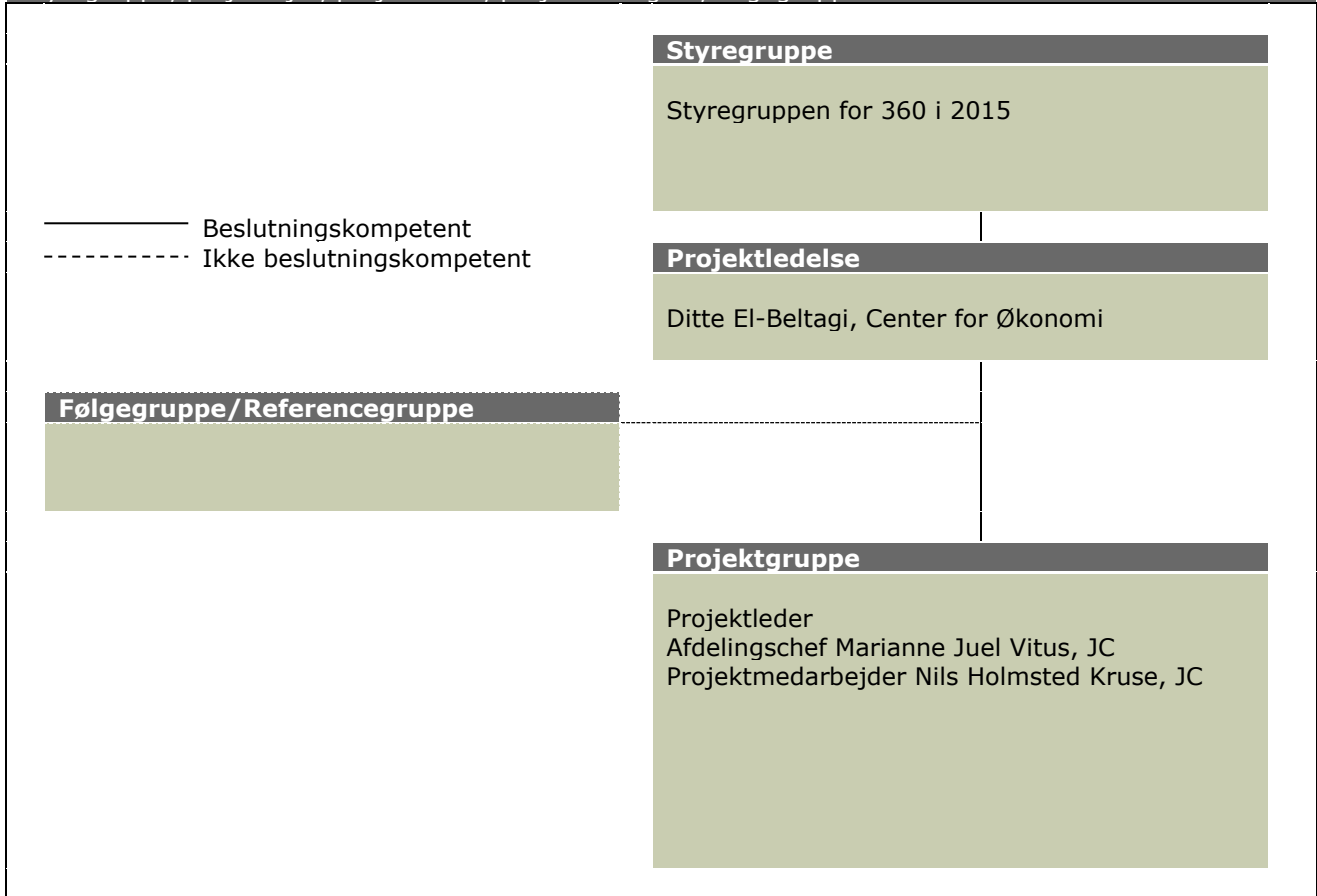 Styregruppe
Styregruppen for 360 i 2015
Beslutningskompetent
Ikke beslutningskompetent
Projektledelse
Ditte El-Beltagi, Center for Økonomi
Følgegruppe/Referencegruppe
Projektgruppe
Projektleder
Afdelingschef Marianne Juel Vitus, JC
Projektmedarbejder Nils Holmsted Kruse, JC